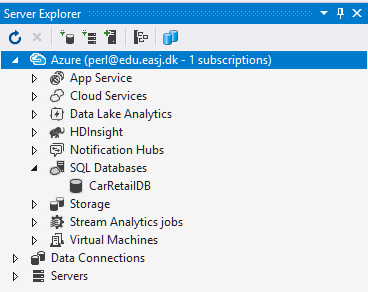 Server Explorer
Azure (perl@edu.easj.dk - 1 subscriptions)
App Service
Cloud Services
Data Lake Analytics
HDInsight
Notification Hubs
SQL Databases
CarRetailDB
Storage
Stream Analytics jobs
Virtual Machines
Data Connections
Servers